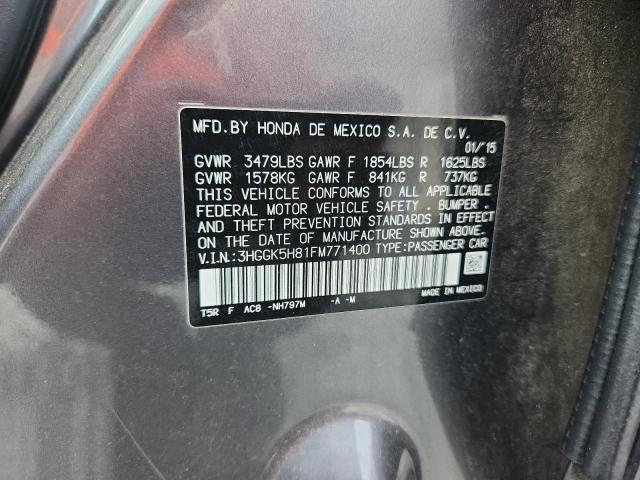 MFD.BY HONDA DE MEXICO S.A. DE C.V.
01/'15
GVWR 3479LBS GAWR F 1854LBS R 1625LBS
GVWR 1578KG GAWR F 841KG R 737KG
THIS VEHICLE CONFORMS TO ALL APPLICABLE
FEDERAL MOTOR VEHICLE SAFETY . BUMPER .
AND THEFT PREVENTION STANDARDS IN EFFECT
ON THE DATE OF MANUFACTURE SHOWN ABOVE.
V.I.N.:3HGGK5H81FM771400 TYPE:PASSENGER CAR
T5R F AC8 -NH797M -A -M MADE IN MEXICO